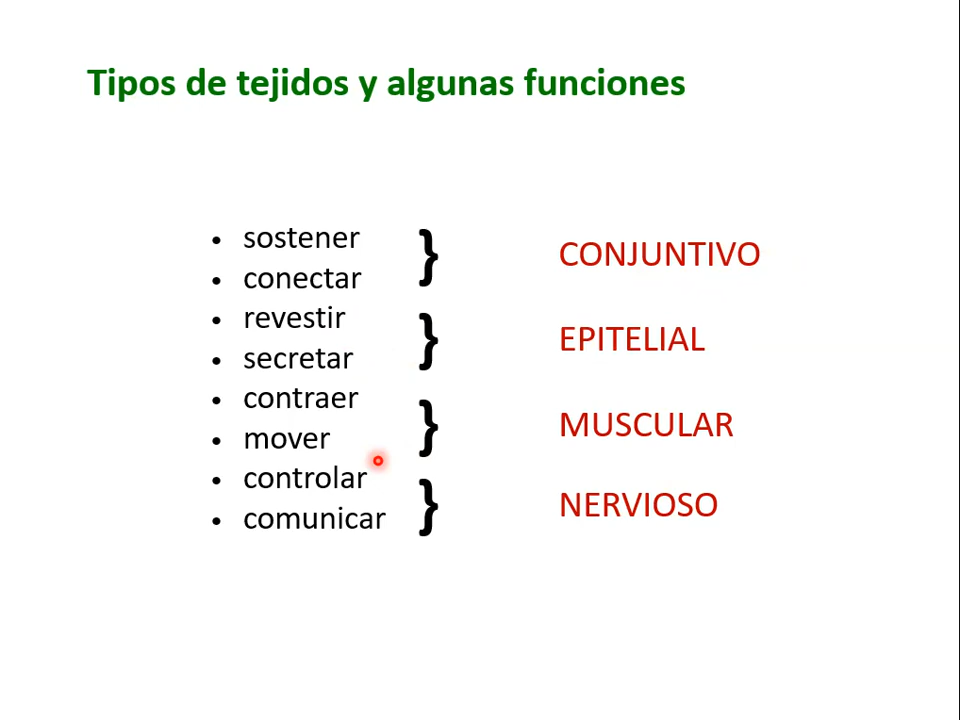 Tipos de tejidos y algunas funciones
• sostener
• conectar
} CONJUNTIVO
• revestir
• secretar
} EPITELIAL
• contraer
• mover
} MUSCULAR
• controlar
• comunicar
} NERVIOSO